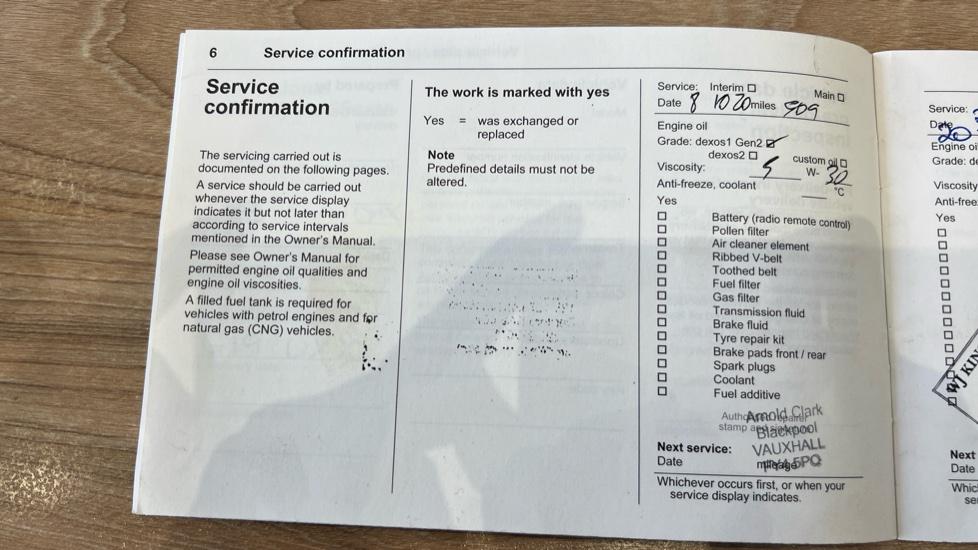 6 Service confirmation
Service
confirmation
The servicing carried out is
documented on the following pages.
A service should be carried out
whenever the service display
indicates it but not later than
according to service intervals
mentioned in the Owner's Manual.
Please see Owner's Manual for
permitted engine oil qualities and
engine oil viscosities.
A filled fuel tank is required for
vehicles with petrol engines and for
natural gas (CNG) vehicles.
The work is marked with yes
Yes = was exchanged or
replaced
Note
Predefined details must not be
altered.
Service: Interim Main
Date 8 10 20 miles 909
Engine oil
Grade: dexos1 Gen2
dexos2 custom oil
Viscosity: 5 W- 30
Anti-freeze, coolant °C
Yes
Battery (radio remote control)
Pollen filter
Air cleaner element
Ribbed V-belt
Toothed belt
Fuel filter
Gas filter
Transmission fluid
Brake fluid
Tyre repair kit
Brake pads front / rear
Spark plugs
Coolant
Fuel additive
Arnold Clark
stamp
Blackpool
Next service: VAUXHALL
Date mileage 5PQ
Whichever occurs first, or when your
service display indicates.
Service:
Date 20
Engine oil
Grade:
Viscosity
Anti-free
Yes
WJ KIN
Next
Date
Whic
se